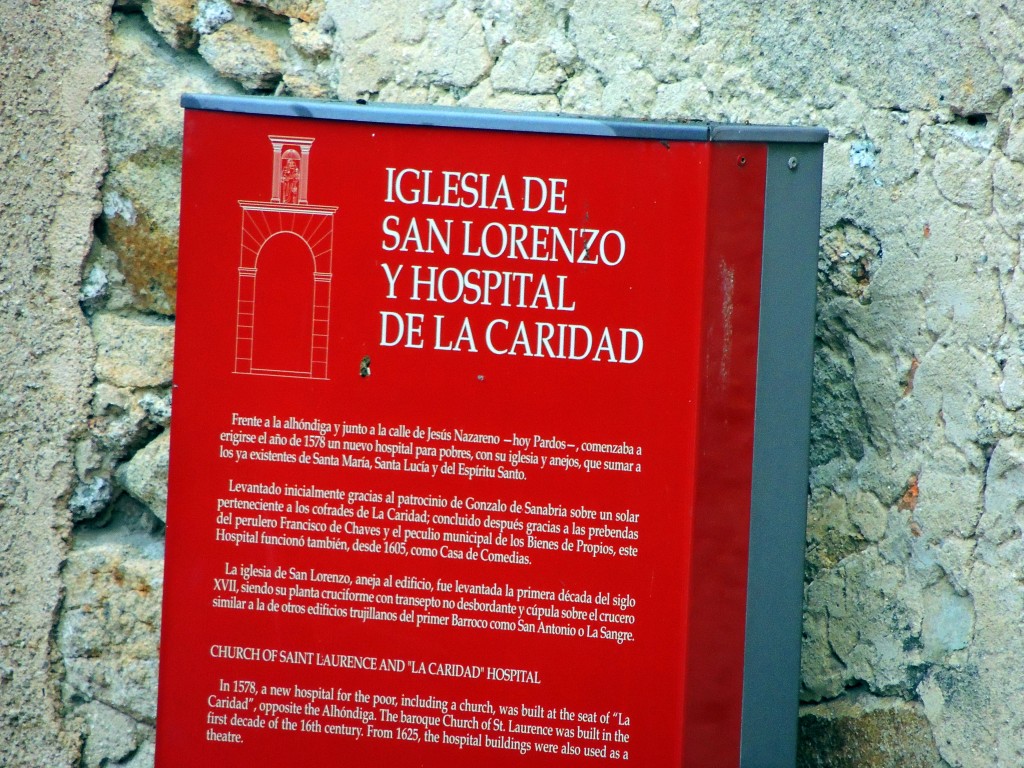 IGLESIA DE
SAN LORENZO
Y HOSPITAL
DE LA CARIDAD
Frente a la alhóndiga y junto a la calle de Jesús Nazareno —hoy Pardos—, comenzaba a
erigirse el año de 1578 un nuevo hospital para pobres, con su iglesia y anejos, que sumar a
los ya existentes de Santa María, Santa Lucía y del Espíritu Santo.
Levantado inicialmente gracias al patrocinio de Gonzalo de Sanabria sobre un solar
perteneciente a los cofrades de La Caridad; concluido después gracias a las prebendas
del perulero Francisco de Chaves y el peculio municipal de los Bienes de Propios, este
Hospital funcionó también, desde 1605, como Casa de Comedias.
La iglesia de San Lorenzo, aneja al edificio, fue levantada la primera década del siglo
XVII, siendo su planta cruciforme con transepto no desbordante y cúpula sobre el crucero
similar a la de otros edificios trujillanos del primer Barroco como San Antonio o La Sangre.
CHURCH OF SAINT LAURENCE AND "LA CARIDAD" HOSPITAL
In 1578, a new hospital for the poor, including a church, was built at the seat of “La
Caridad”, opposite the Alhóndiga. The baroque Church of St. Laurence was built in the
first decade of the 16th century. From 1625, the hospital buildings were also used as a
theatre.